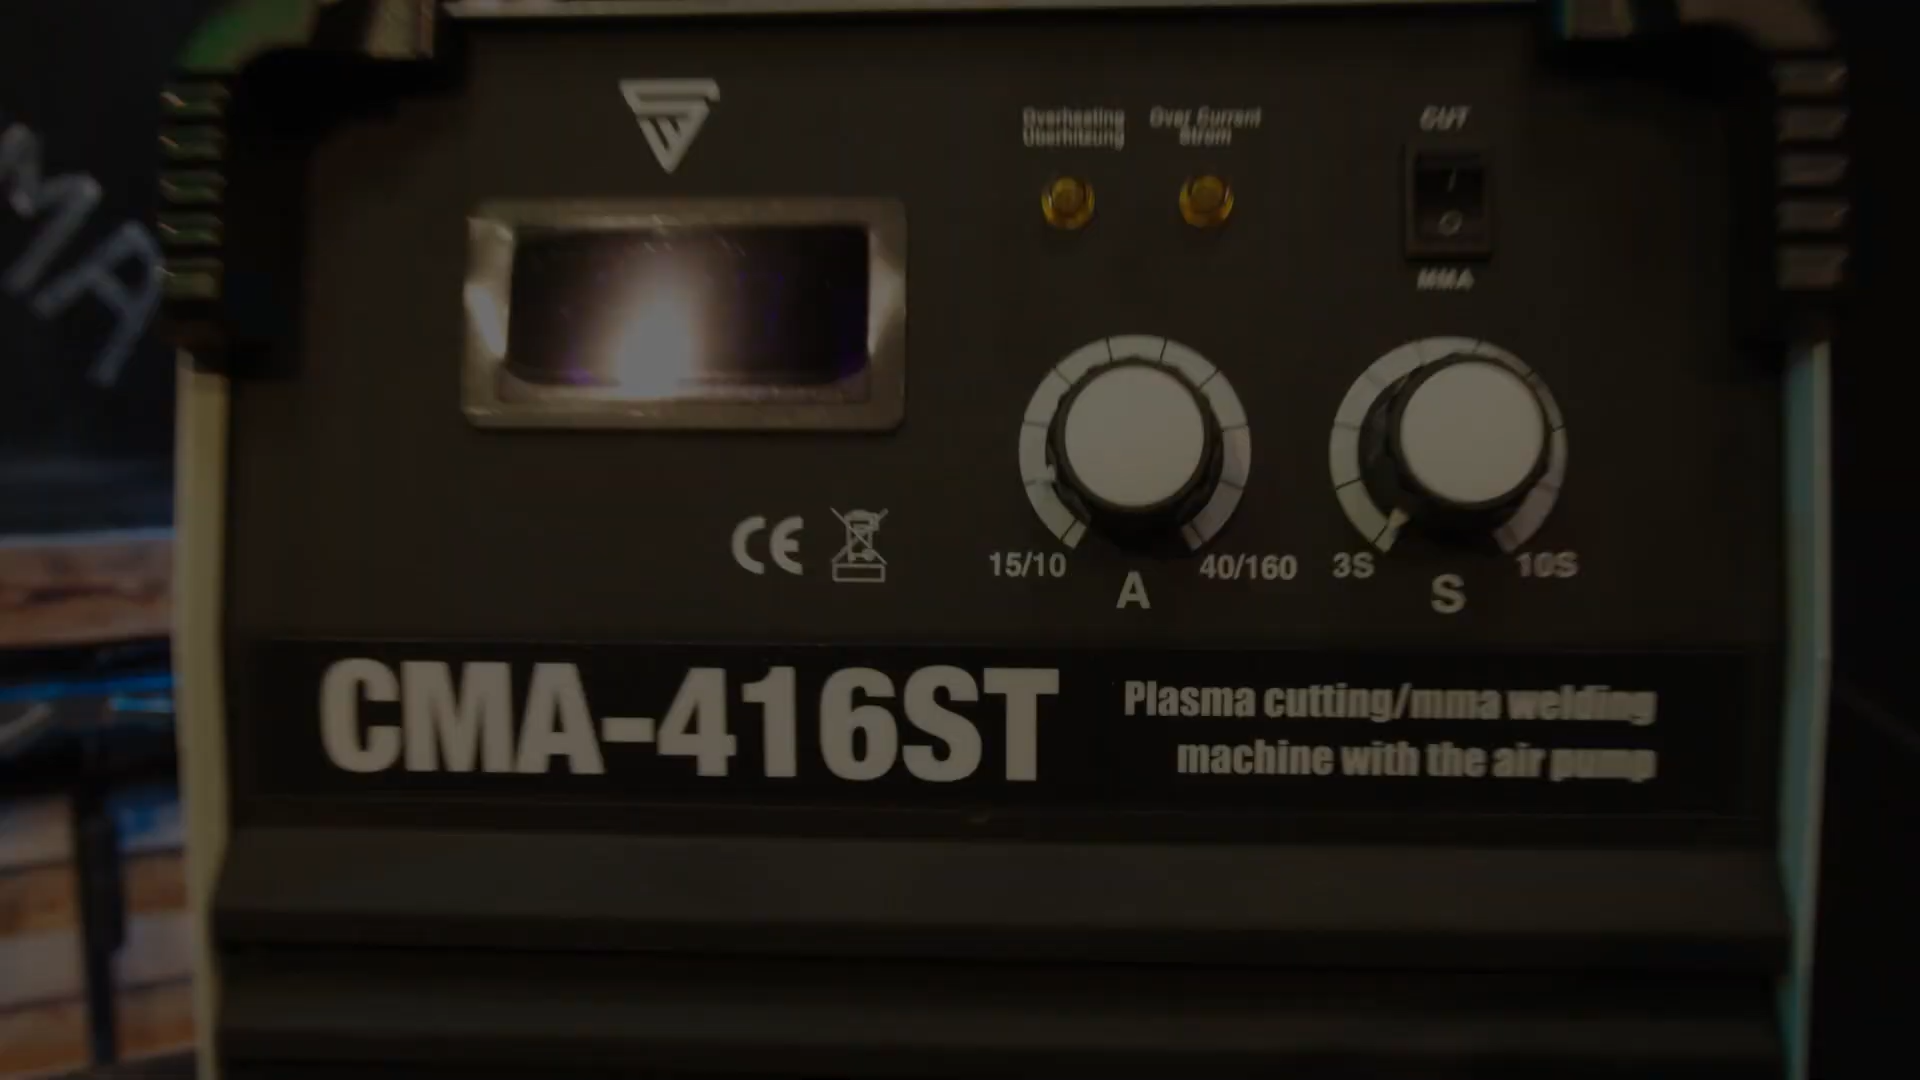 MA
Overheating
Überhitzung
Over Current
Strom
CUT
MMA
CE
15/10
40/160
A
3S
10S
S
CMA-416ST
Plasma cutting/mma welding
machine with the air pump